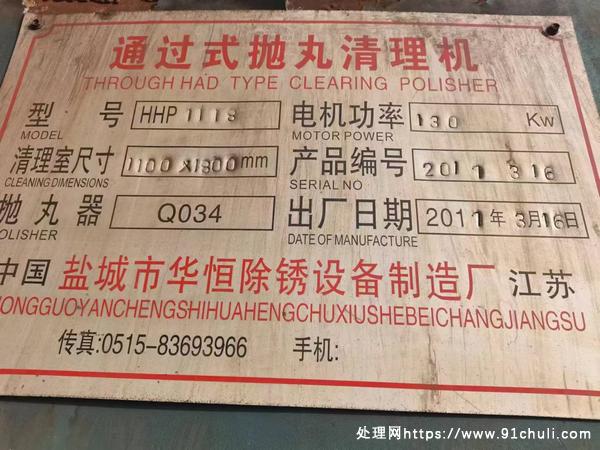 通过式抛丸清理机
THROUGH HAD TYPE CLEARING POLISHER
型 号 HHP 1118 电机功率 130 Kw
MODEL MOTOR POWER
清理室尺寸 1100×1800mm 产品编号 2011 3 16
CLEANING DIMENSIONS SERIAL NO
抛丸器 Q034 出厂日期 2011年3月16日
OLISHER DATE OF MANUFACTURE
中国 盐城市华恒除锈设备制造厂 江苏
ONGGUOYANCHENGSHIHUAHENGCHUXIUSHEBEICHANGJIANGSU
传真:0515-83693966 手机:
处理网https://www.91chuli.com